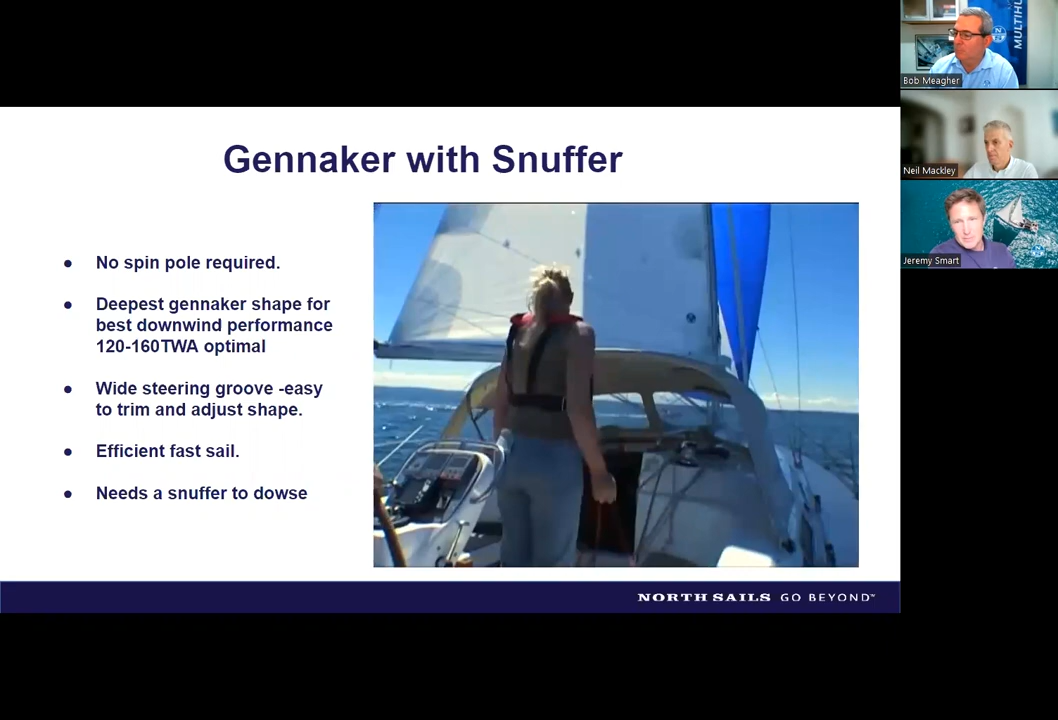 Gennaker with Snuffer
● No spin pole required.
● Deepest gennaker shape for
best downwind performance
120-160TWA optimal
● Wide steering groove -easy
to trim and adjust shape.
● Efficient fast sail.
● Needs a snuffer to dowse
NORTH SAILS GO BEYOND™
MULTIHU
Bob Meagher
Neil Mackley
Jeremy Smart